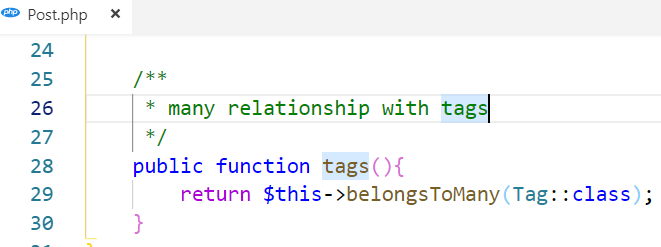 Post.php
24
25 /**
26 * many relationship with tags
27 */
28 public function tags(){
29 return $this->belongsToMany(Tag::class);
30 }